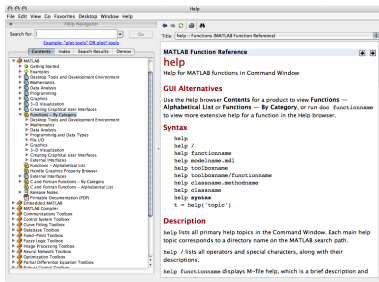 Help
File Edit View Go Favorites Desktop Window Help
Help Navigator
Search for:
Go
Example: "plot tools" OR plot* tools
Contents Index Search Results Demos
MATLAB
Getting Started
Examples
Desktop Tools and Development Environment
Mathematics
Data Analysis
Programming
Graphics
3-D Visualization
Creating Graphical User Interfaces
Functions - By Category
Desktop Tools and Development Environment
Mathematics
Data Analysis
Programming and Data Types
File I/O
Graphics
3-D Visualization
Creating Graphical User Interfaces
External Interfaces
Functions - Alphabetical List
Handle Graphics Property Browser
External Interfaces
C and Fortran Functions - By Category
C and Fortran Functions - Alphabetical List
Release Notes
Printable Documentation (PDF)
Embedded MATLAB
MATLAB Compiler
Communications Toolbox
Control System Toolbox
Curve Fitting Toolbox
Database Toolbox
Fixed-Point Toolbox
Fuzzy Logic Toolbox
Image Processing Toolbox
Neural Network Toolbox
Optimization Toolbox
Partial Differential Equation Toolbox
Robust Control Toolbox
Title: help : Functions (MATLAB Function Reference)
MATLAB Function Reference
help
Help for MATLAB functions in Command Window
GUI Alternatives
Use the Help browser Contents for a product to view Functions —
Alphabetical List or Functions — By Category, or run doc functionname
to view more extensive help for a function in the Help browser.
Syntax
help
help /
help functionname
help modelname.mdl
help toolboxname
help toolboxname/functionname
help classname.methodname
help classname
help syntax
t = help('topic')
Description
help lists all primary help topics in the Command Window. Each main help
topic corresponds to a directory name on the MATLAB search path.
help / lists all operators and special characters, along with their
descriptions.
help functionname displays M-file help, which is a brief description and